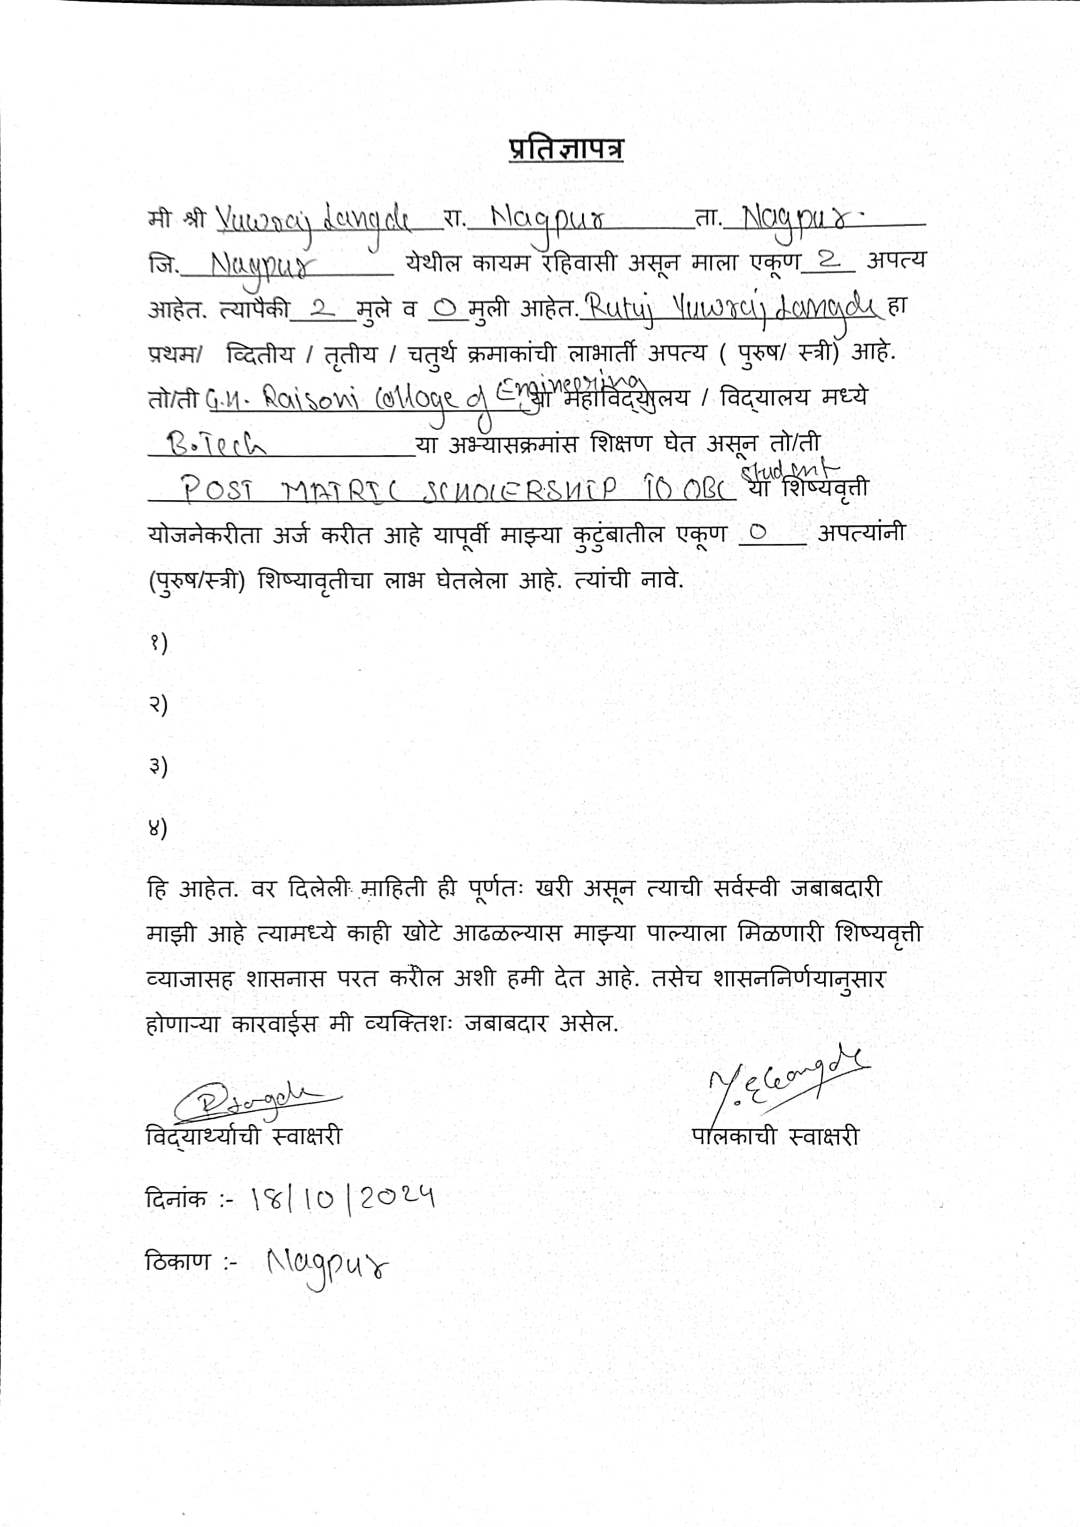 प्रतिज्ञापत्र
मी श्री Yuwraj Langde रा. Nagpur ता. Nagpur.
जि. Nagpur येथील कायम रहिवासी असून माला एकूण 2 अपत्य
आहेत. त्यापैकी 2 मुले व 0 मुली आहेत. Rutuj Yuwraj Langde हा
प्रथम/ व्दितीय / तृतीय / चतुर्थ क्रमाकांची लाभार्ती अपत्य ( पुरुष/ स्त्री) आहे.
तो/ती G.H. Raisoni College of Engineering या महाविद्यालय / विद्यालय मध्ये
B.Tech या अभ्यासक्रमांस शिक्षण घेत असून तो/ती
POST MATRIC SCHOLERSHIP TO OBC student या शिष्यवृत्ती
योजनेकरीता अर्ज करीत आहे यापूर्वी माझ्या कुटुंबातील एकूण 0 अपत्यांनी
(पुरुष/स्त्री) शिष्यावृतीचा लाभ घेतलेला आहे. त्यांची नावे.
१)
२)
३)
४)
हि आहेत. वर दिलेली माहिती ही पूर्णतः खरी असून त्याची सर्वस्वी जबाबदारी
माझी आहे त्यामध्ये काही खोटे आढळल्यास माझ्या पाल्याला मिळणारी शिष्यवृत्ती
व्याजासह शासनास परत करील अशी हमी देत आहे. तसेच शासननिर्णयानुसार
होणाऱ्या कारवाईस मी व्यक्तिशः जबाबदार असेल.
विद्यार्थ्याची स्वाक्षरी पालकाची स्वाक्षरी
दिनांक :- 18/10/2024
ठिकाण :- Nagpur